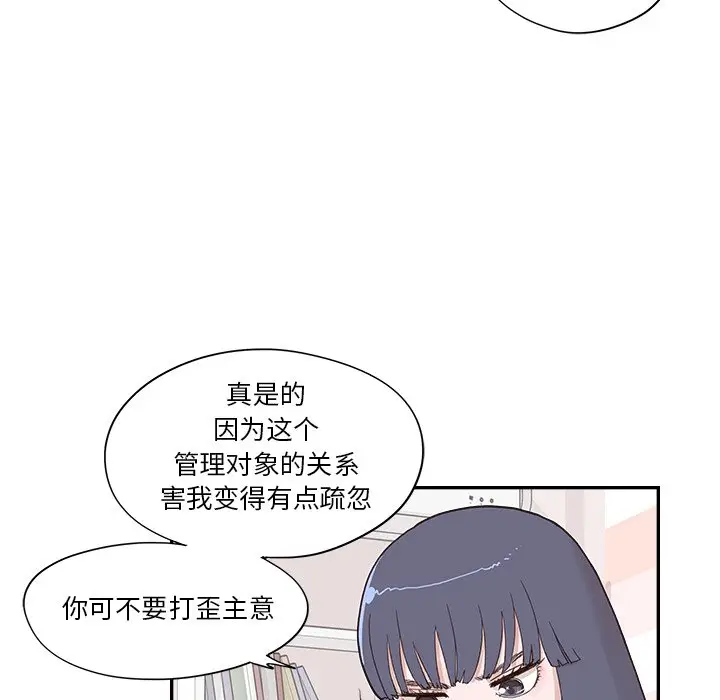 真是的
因为这个
管理对象的关系
害我变得有点疏忽
你可不要打歪主意